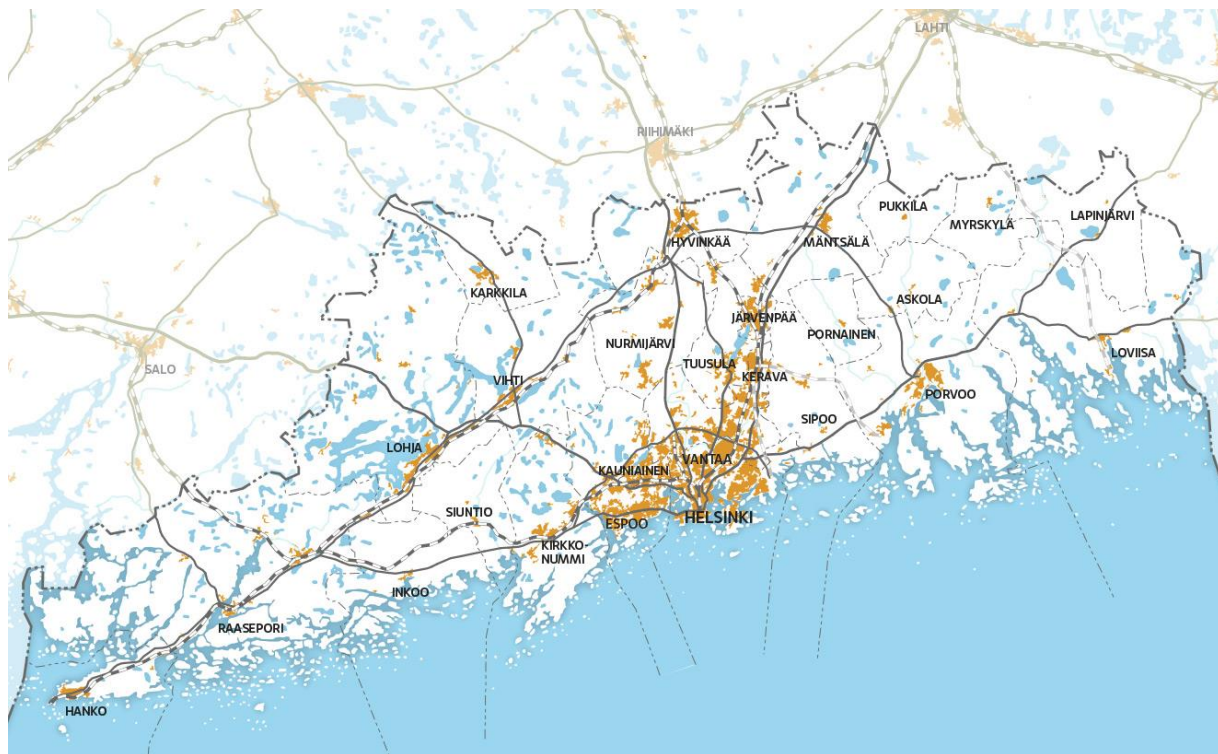 LAHTI
RIIHIMÄKI
PUKKILA
MYRSKYLÄ
LAPINJÄRVI
HYVINKÄÄ
MÄNTSÄLÄ
KARKKILA
ASKOLA
JÄRVENPÄÄ
PORNAINEN
NURMIJÄRVI
TUUSULA
LOVIISA
SALO
VIHTI
KERAVA
PORVOO
SIPOO
LOHJA
VANTAA
KAUNIAINEN
SIUNTIO
HELSINKI
ESPOO
KIRKKO-
NUMMI
INKOO
RAASEPORI
HANKO